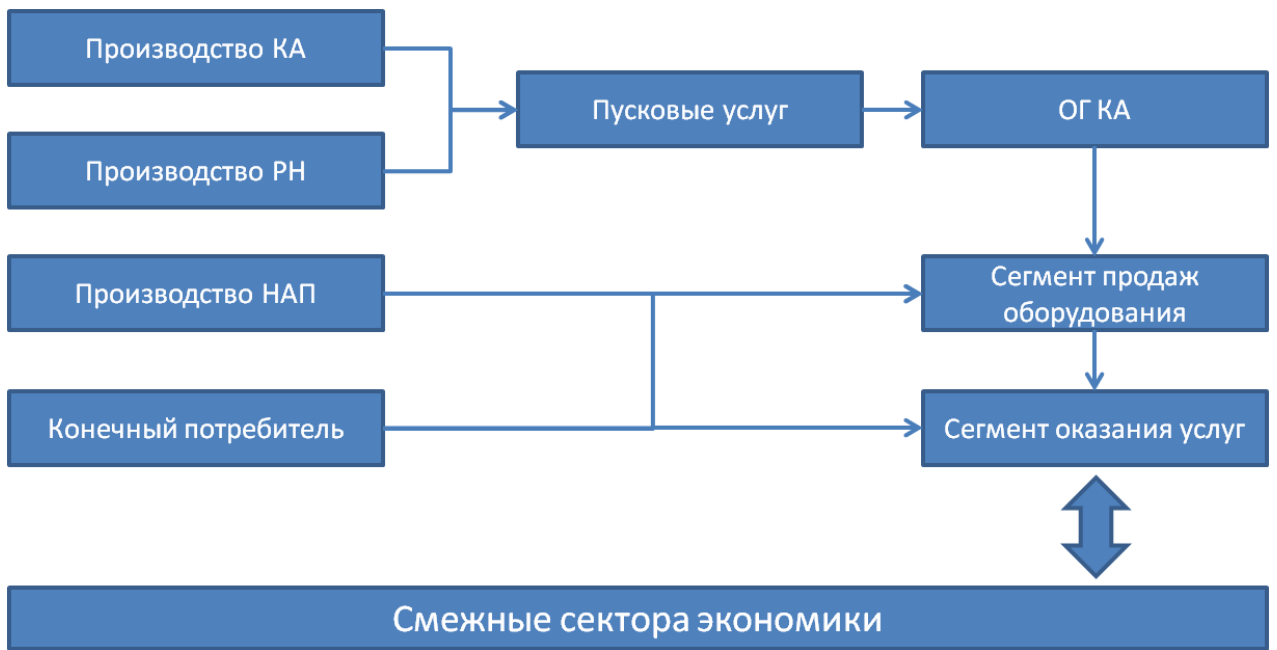 Производство КА
Пусковые услуг
ОГ КА
Производство РН
Производство НАП
Сегмент продаж
оборудования
Конечный потребитель
Сегмент оказания услуг
Смежные сектора экономики